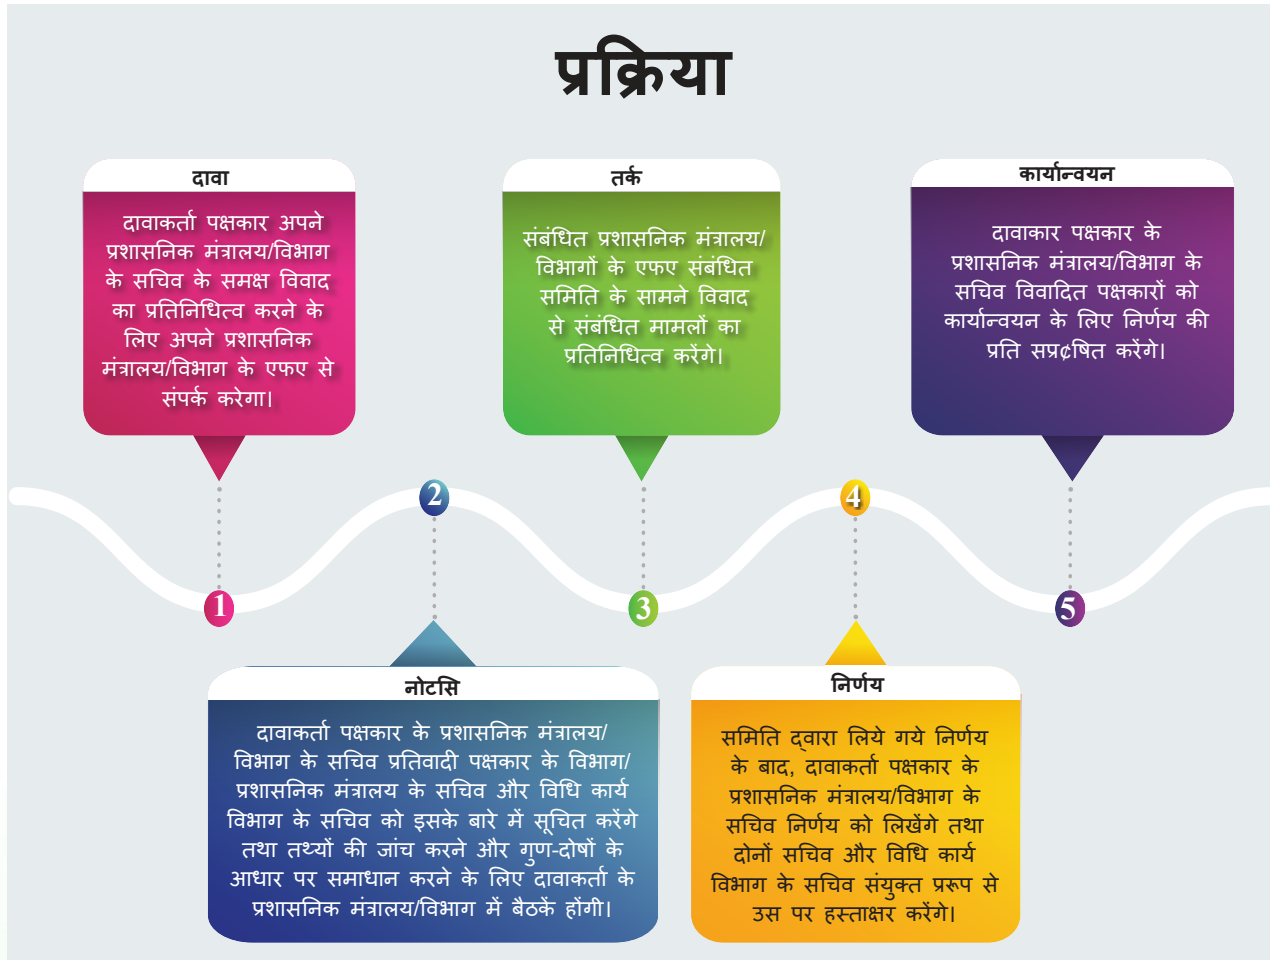 प्रक्रिया
दावा
दावाकर्ता पक्षकार अपने
प्रशासनिक मंत्रालय/विभाग
के सचिव के समक्ष विवाद
का प्रतिनिधित्व करने के
लिए अपने प्रशासनिक
मंत्रालय/विभाग के एफए से
संपर्क करेगा।
1
2
नोटसि
दावाकर्ता पक्षकार के प्रशासनिक मंत्रालय/
विभाग के सचिव प्रतिवादी पक्षकार के विभाग/
प्रशासनिक मंत्रालय के सचिव और विधि कार्य
विभाग के सचिव को इसके बारे में सूचित करेंगे
तथा तथ्यों की जांच करने और गुण-दोषों के
आधार पर समाधान करने के लिए दावाकर्ता के
प्रशासनिक मंत्रालय/विभाग में बैठकें होंगी।
तर्क
संबंधित प्रशासनिक मंत्रालय/
विभागों के एफए संबंधित
समिति के सामने विवाद
से संबंधित मामलों का
प्रतिनिधित्व करेंगे।
3
4
निर्णय
समिति द्वारा लिये गये निर्णय
के बाद, दावाकर्ता पक्षकार के
प्रशासनिक मंत्रालय/विभाग के
सचिव निर्णय को लिखेंगे तथा
दोनों सचिव और विधि कार्य
विभाग के सचिव संयुक्त प्ररूप से
उस पर हस्ताक्षर करेंगे।
कार्यान्वयन
दावाकार पक्षकार के
प्रशासनिक मंत्रालय/विभाग के
सचिव विवादित पक्षकारों को
कार्यान्वयन के लिए निर्णय की
प्रति सप्र¢षित करेंगे।
5